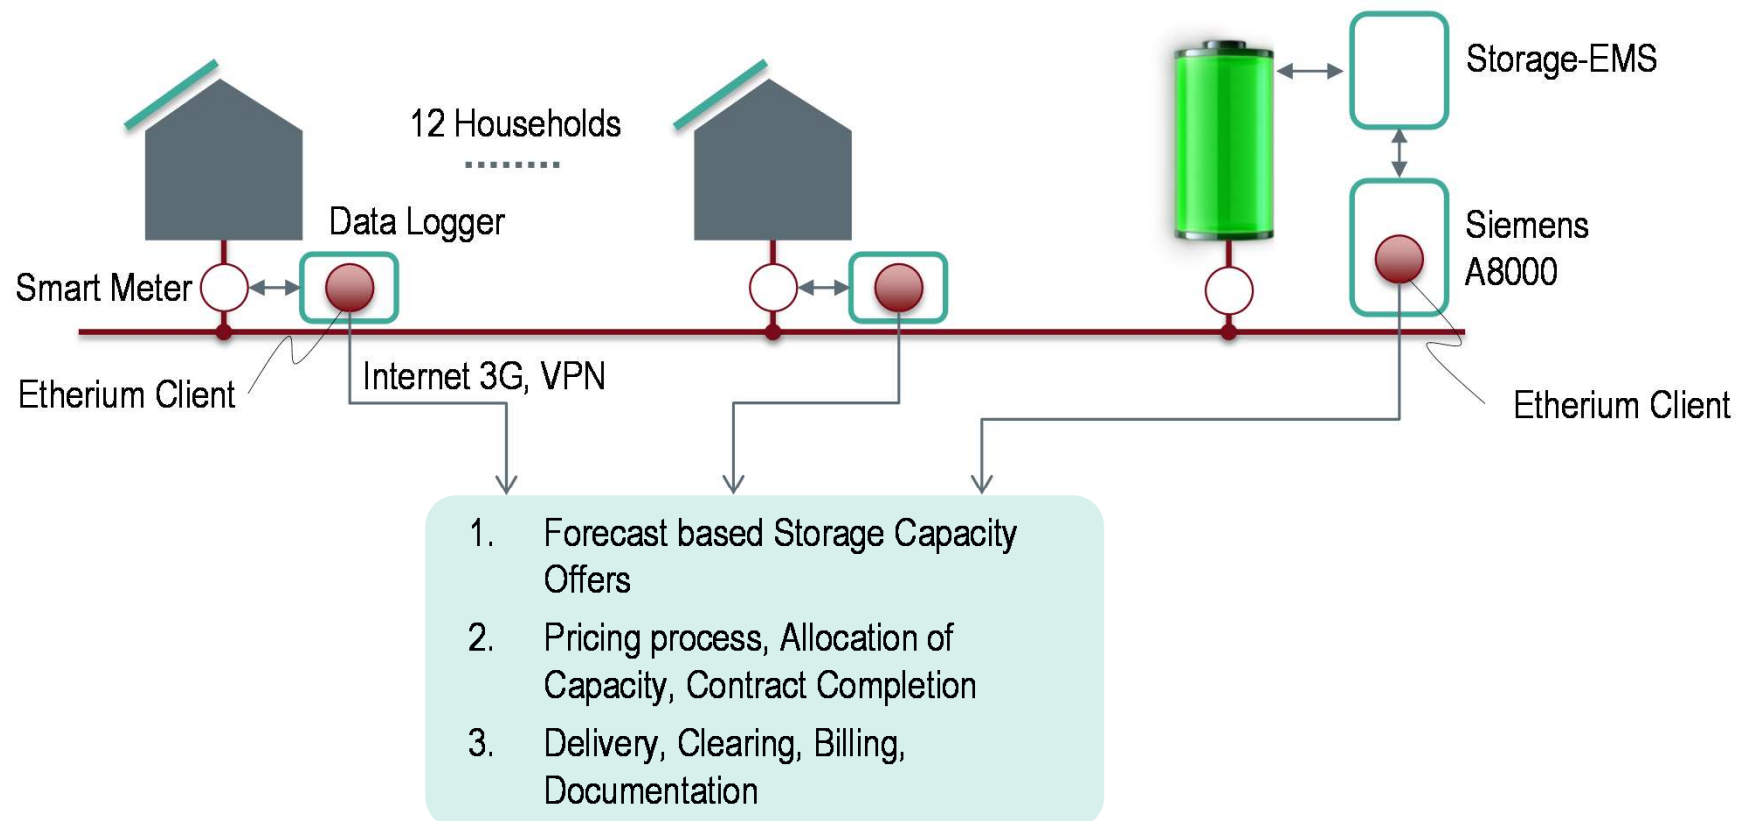 Storage-EMS
12 Households
Data Logger
Siemens
A8000
Smart Meter
Internet 3G, VPN
Etherium Client
Etherium Client
1. Forecast based Storage Capacity
Offers
2. Pricing process, Allocation of
Capacity, Contract Completion
3. Delivery, Clearing, Billing,
Documentation